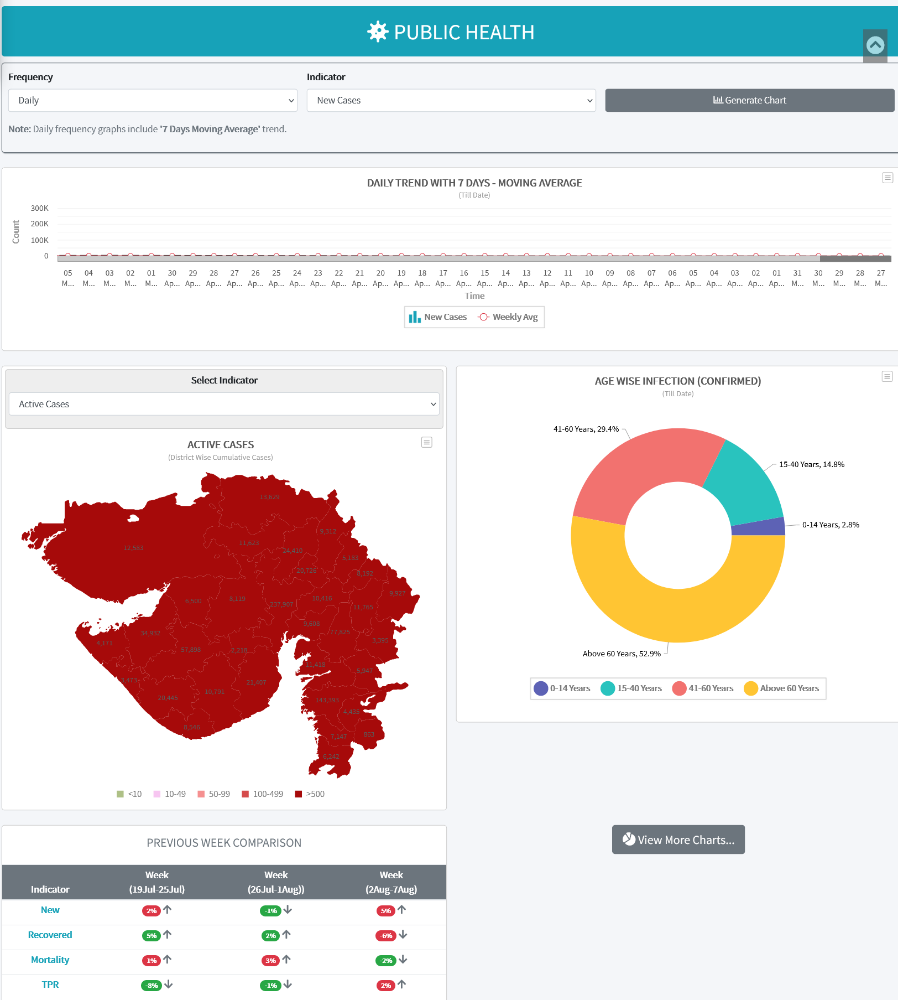 PUBLIC HEALTH
Frequency
Indicator
Daily
New Cases
Generate Chart
Note: Daily frequency graphs include '7 Days Moving Average' trend.
DAILY TREND WITH 7 DAYS - MOVING AVERAGE
(Till Date)
300K
200K
100K
0
Count
05 04 03 02 01 30 29 28 27 26 25 24 23 22 21 20 19 18 17 16 15 14 13 12 11 10 09 08 07 06 05 04 03 02 01 31 30 29 28 27
M... M... M... M... M... Ap... Ap... Ap... Ap... Ap... Ap... Ap... Ap... Ap... Ap... Ap... Ap... Ap... Ap... Ap... Ap... Ap... Ap... Ap... Ap... Ap... Ap... Ap... Ap... Ap... Ap... Ap... Ap... Ap... Ap... M... M... M... M... M...
Time
New Cases Weekly Avg
Select Indicator
Active Cases
ACTIVE CASES
(District Wise Cumulative Cases)
13,629
9,312
11,623
12,583
24,410
5,183
20,726
8,192
9,927
10,416
8,119
6,500
237,907
11,765
9,608
77,825
34,932
3,395
4,171
57,898
2,218
11,418
5,947
3,473
21,407
10,791
20,445
143,393
4,435
8,546
863
7,147
6,242
<10 10-49 50-99 100-499 >500
AGE WISE INFECTION (CONFIRMED)
(Till Date)
41-60 Years, 29.4%
15-40 Years, 14.8%
0-14 Years, 2.8%
Above 60 Years, 52.9%
0-14 Years 15-40 Years 41-60 Years Above 60 Years
View More Charts...
PREVIOUS WEEK COMPARISON
Indicator Week (19Jul-25Jul) Week (26Jul-1Aug)) Week (2Aug-7Aug)
New 2% -1% 5%
Recovered 5% 2% -6%
Mortality 1% 3% -2%
TPR -8% -1% 2%